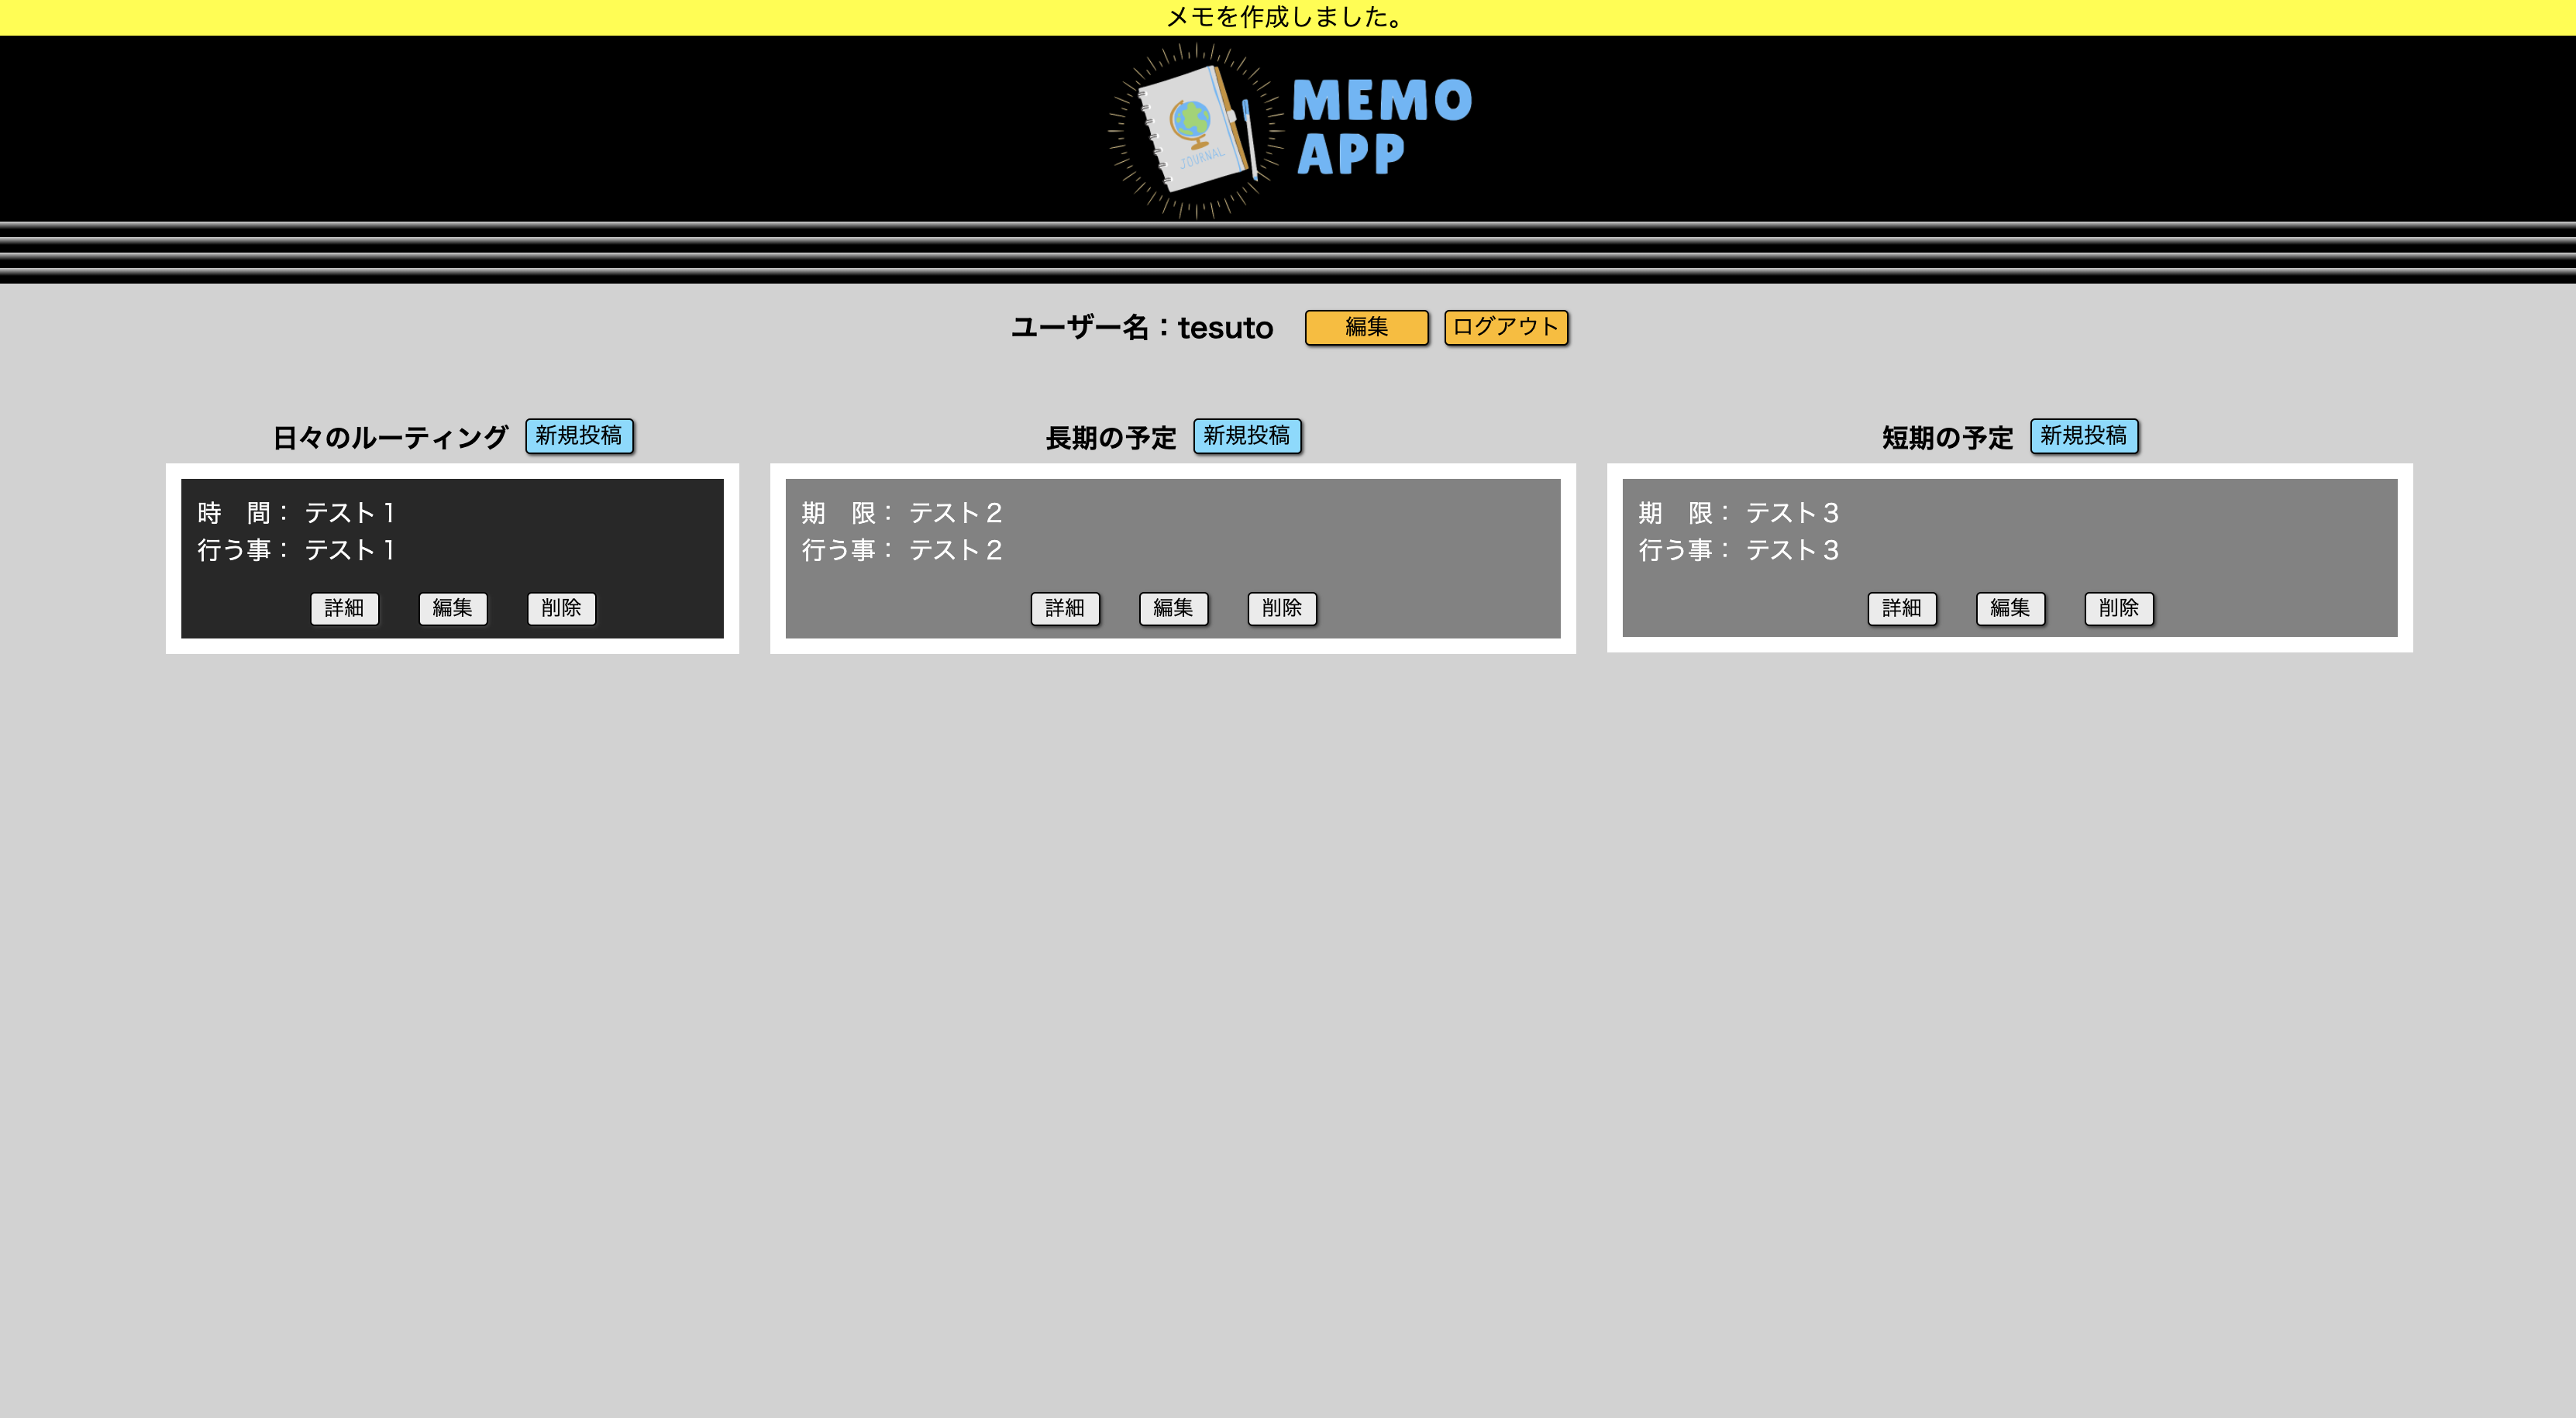 メモを作成しました。
JOURNAL
MEMO
APP
ユーザー名：tesuto 編集 ログアウト
日々のルーティング 新規投稿
時　間： テスト1
行う事： テスト1
詳細 編集 削除
長期の予定 新規投稿
期　限： テスト2
行う事： テスト2
詳細 編集 削除
短期の予定 新規投稿
期　限： テスト3
行う事： テスト3
詳細 編集 削除